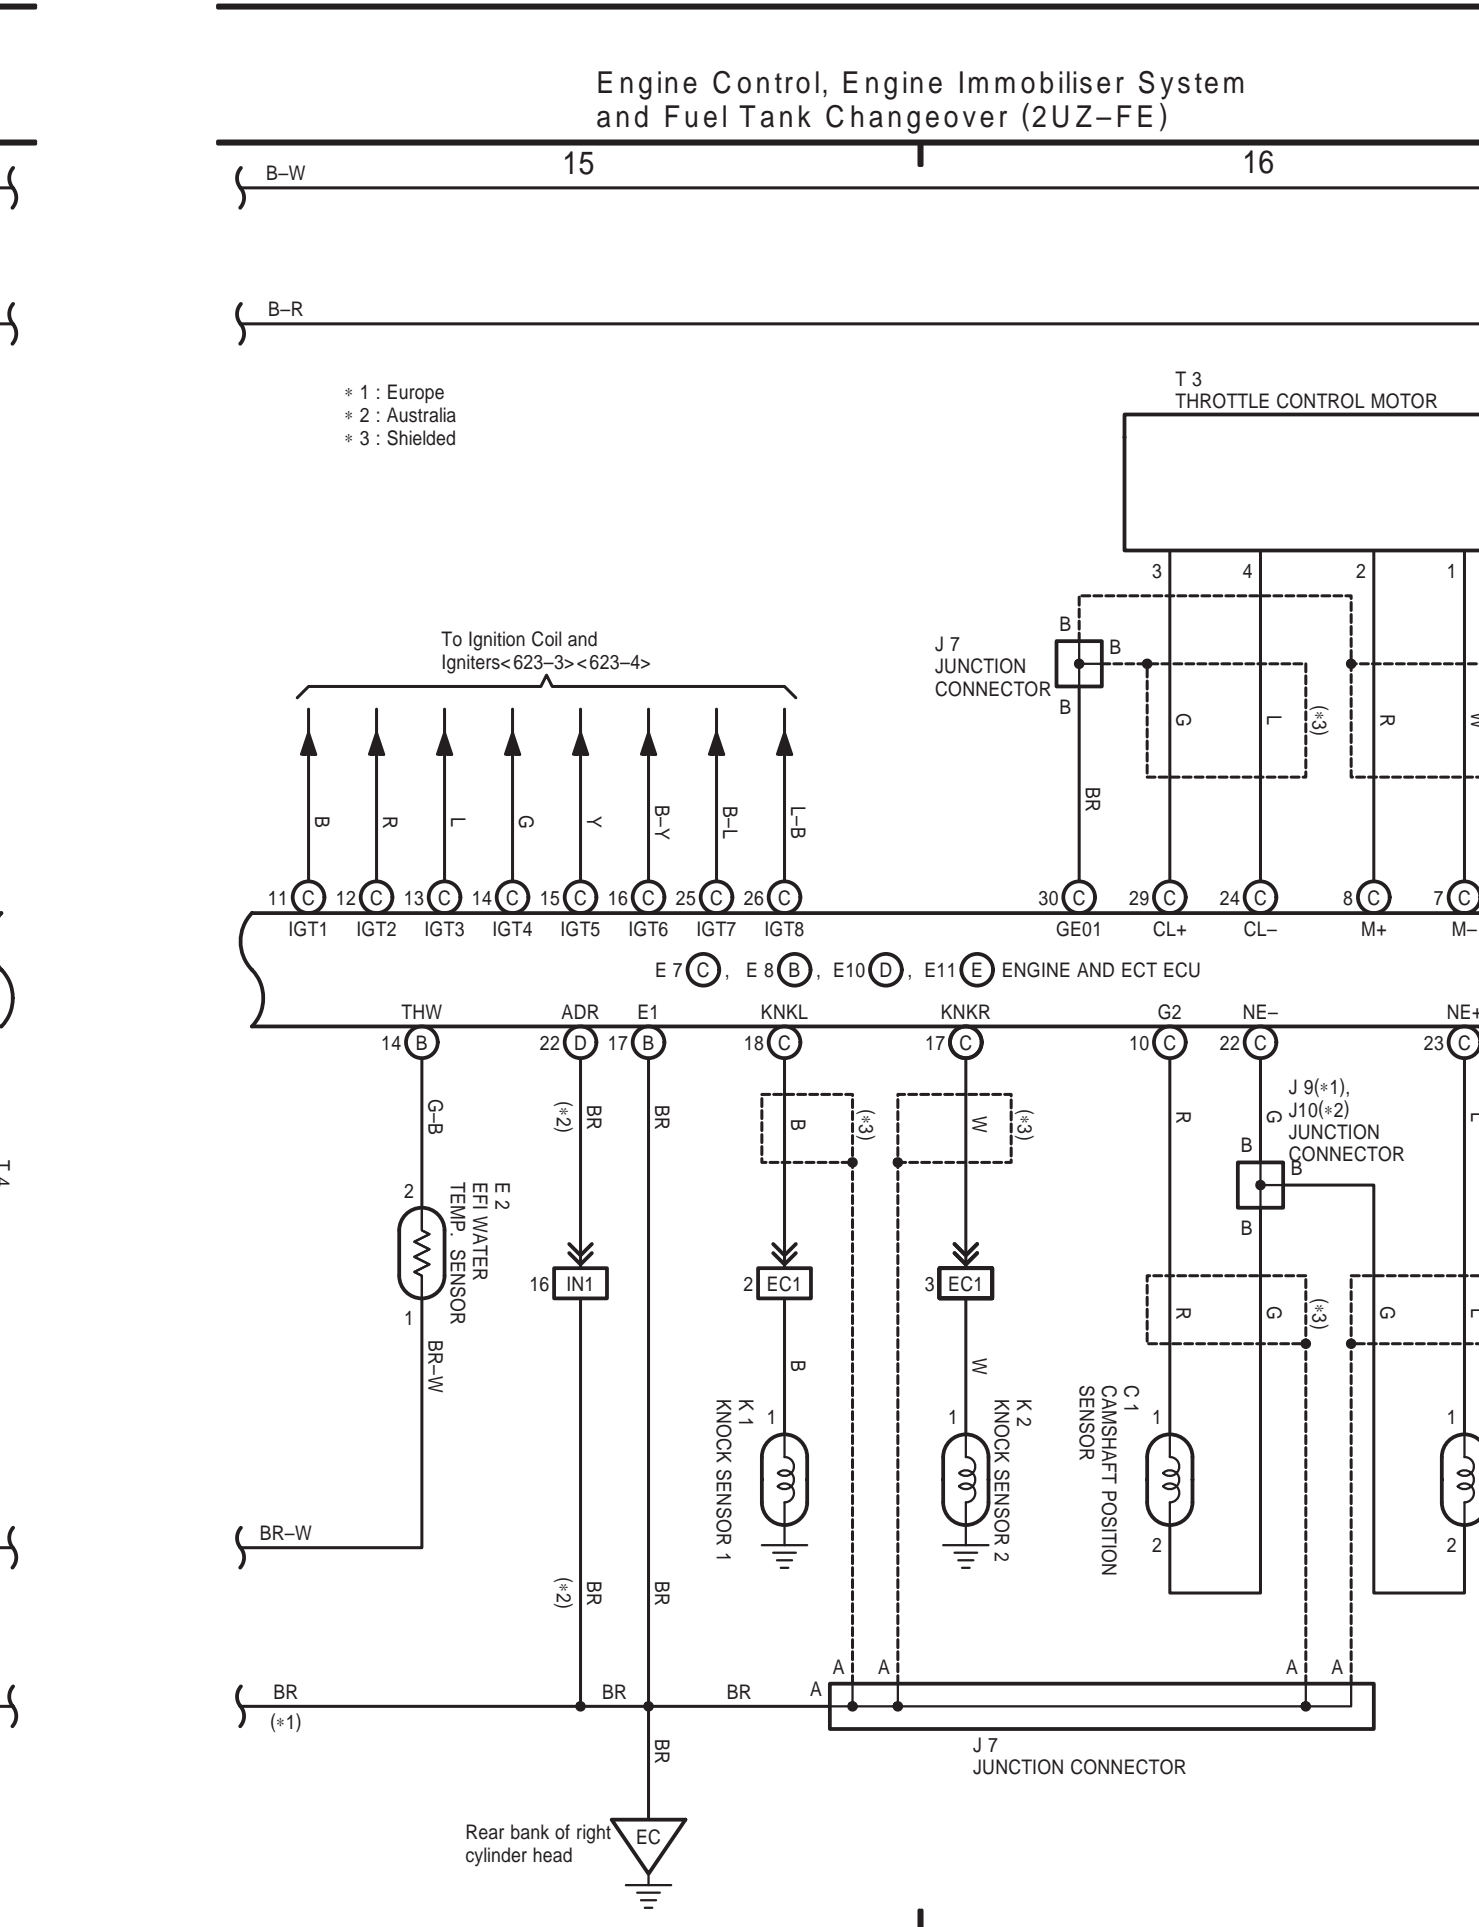 Engine Control, Engine Immobiliser System
and Fuel Tank Changeover (2UZ–FE)
15
16
B–W
B–R
∗ 1 : Europe
∗ 2 : Australia
∗ 3 : Shielded
T 3
THROTTLE CONTROL MOTOR
3
4
2
1
To Ignition Coil and
Igniters<623–3><623–4>
J 7
JUNCTION
CONNECTOR
B
B
B
BR
G
L
(∗3)
R
W
B
R
L
G
Y
B–Y
B–L
L–B
11 C
12 C
13 C
14 C
15 C
16 C
25 C
26 C
30 C
29 C
24 C
8 C
7 C
IGT1
IGT2
IGT3
IGT4
IGT5
IGT6
IGT7
IGT8
GE01
CL+
CL–
M+
M–
E 7 C , E 8 B , E10 D , E11 E ENGINE AND ECT ECU
THW
ADR
E1
KNKL
KNKR
G2
NE–
NE+
14 B
22 D
17 B
18 C
17 C
10 C
22 C
23 C
G–B
(∗2)
BR
BR
B
(∗3)
W
(∗3)
R
G
L
J 9(∗1),
J10(∗2)
JUNCTION
CONNECTOR
B
B
B
T 4
2
E 2
EFI WATER
TEMP. SENSOR
1
BR–W
16 IN1
2 EC1
3 EC1
B
W
R
G
(∗3)
G
L
K 1
KNOCK SENSOR 1
1
K 2
KNOCK SENSOR 2
1
C 1
CAMSHAFT POSITION
SENSOR
1
2
1
2
BR–W
(∗2)
BR
BR
A
A
A
A
BR
(∗1)
BR
BR
A
BR
J 7
JUNCTION CONNECTOR
Rear bank of right
cylinder head
EC